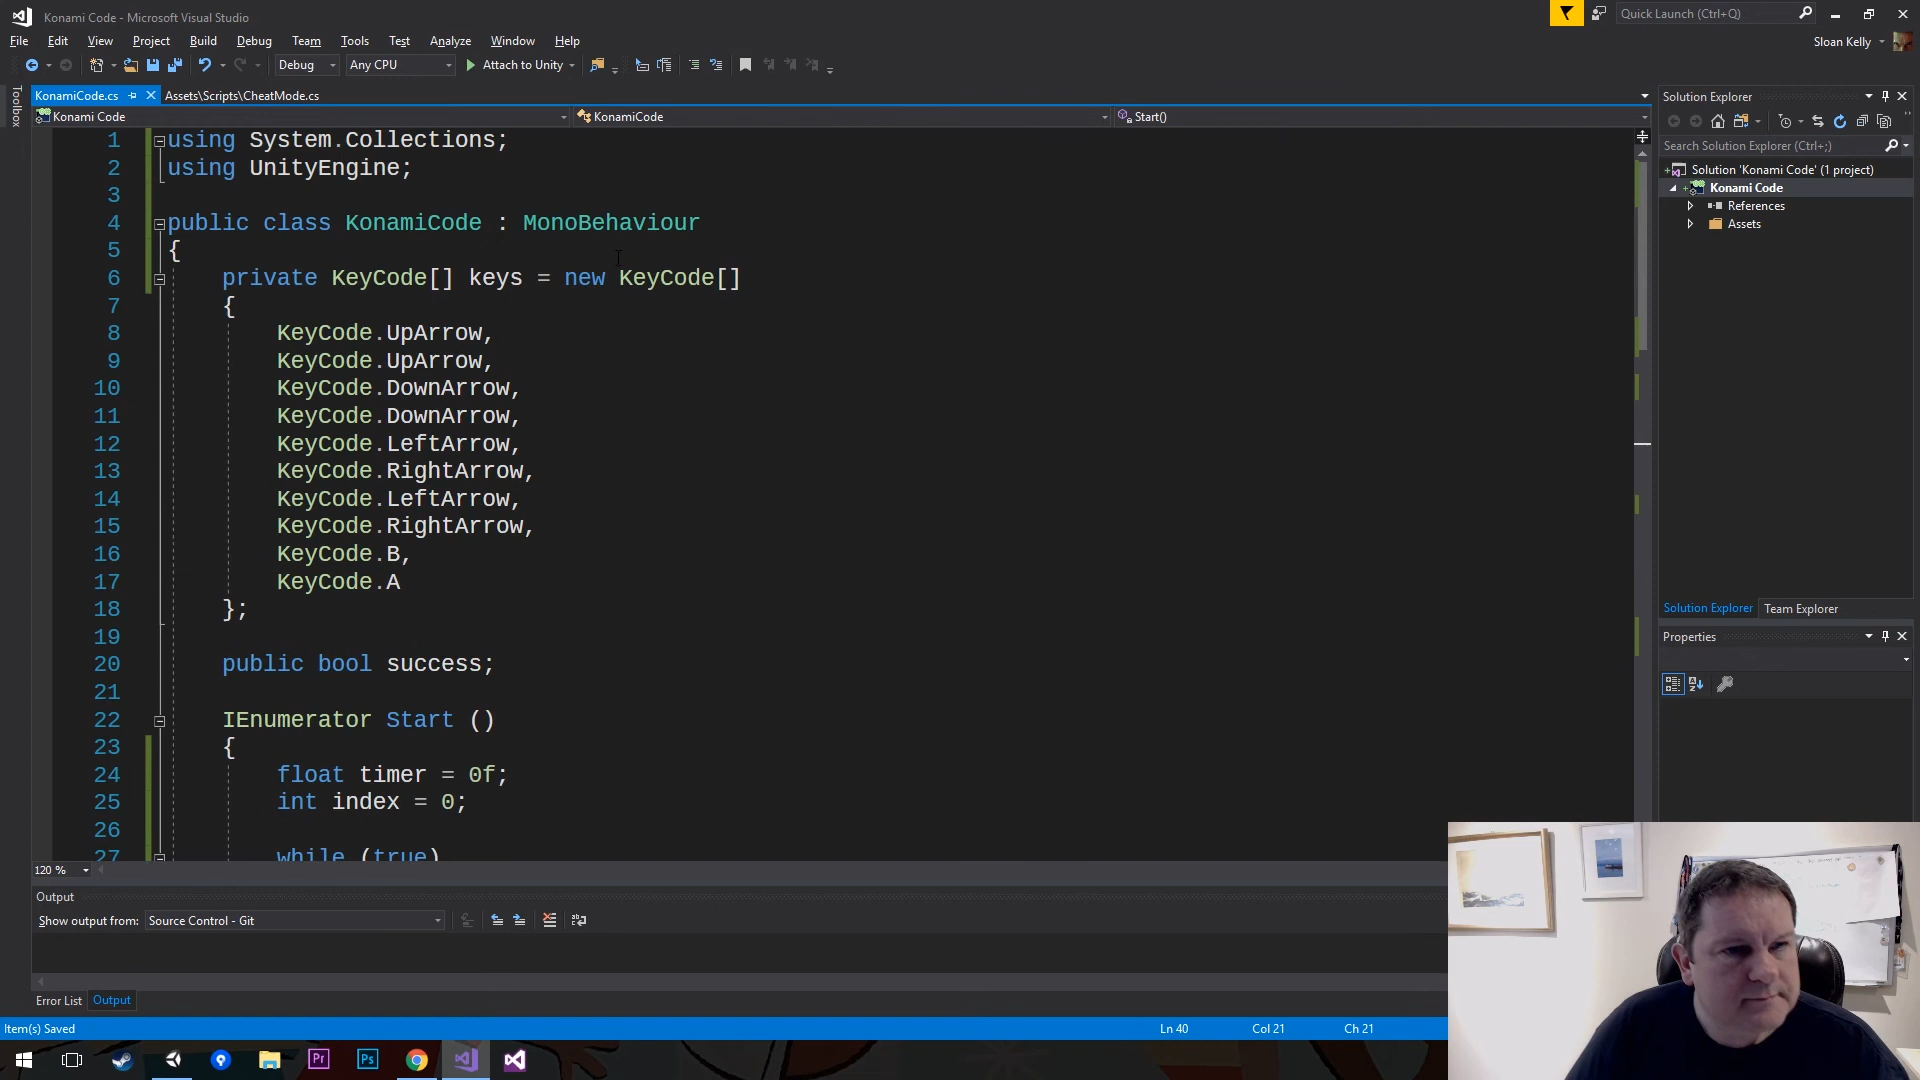 Konami Code - Microsoft Visual Studio
Quick Launch (Ctrl+Q)
File Edit View Project Build Debug Team Tools Test Analyze Window Help
Sloan Kelly
Debug Any CPU Attach to Unity
Toolbox
KonamiCode.cs Assets\Scripts\CheatMode.cs
Konami Code KonamiCode Start()
1 using System.Collections;
2 using UnityEngine;
3
4 public class KonamiCode : MonoBehaviour
5 {
6 private KeyCode[] keys = new KeyCode[]
7 {
8 KeyCode.UpArrow,
9 KeyCode.UpArrow,
10 KeyCode.DownArrow,
11 KeyCode.DownArrow,
12 KeyCode.LeftArrow,
13 KeyCode.RightArrow,
14 KeyCode.LeftArrow,
15 KeyCode.RightArrow,
16 KeyCode.B,
17 KeyCode.A
18 };
19
20 public bool success;
21
22 IEnumerator Start ()
23 {
24 float timer = 0f;
25 int index = 0;
26
27 while (true)
120 %
Output
Show output from: Source Control - Git
Error List Output
Item(s) Saved
Ln 40 Col 21 Ch 21
Solution Explorer
Search Solution Explorer (Ctrl+;)
Solution 'Konami Code' (1 project)
Konami Code
References
Assets
Solution Explorer Team Explorer
Properties
Pr Ps